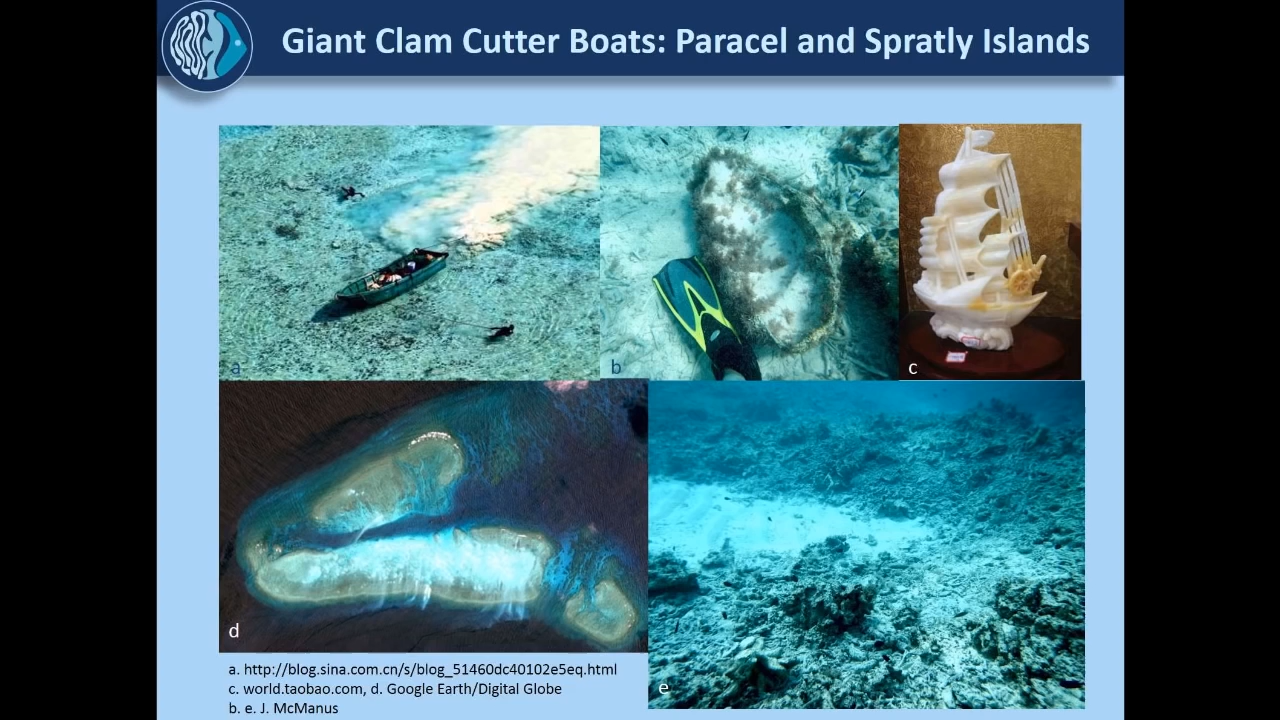 Giant Clam Cutter Boats: Paracel and Spratly Islands
a
b
c
d
e
a. http://blog.sina.com.cn/s/blog_51460dc40102e5eq.html
c. world.taobao.com, d. Google Earth/Digital Globe
b. e. J. McManus